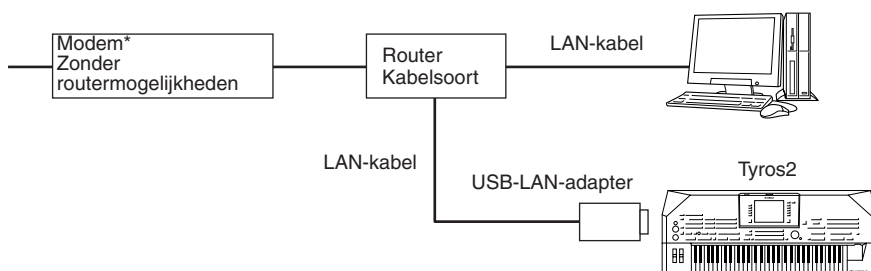 Modem*
Zonder
routermogelijkheden
Router
Kabelsoort
LAN-kabel
LAN-kabel
USB-LAN-adapter
Tyros2